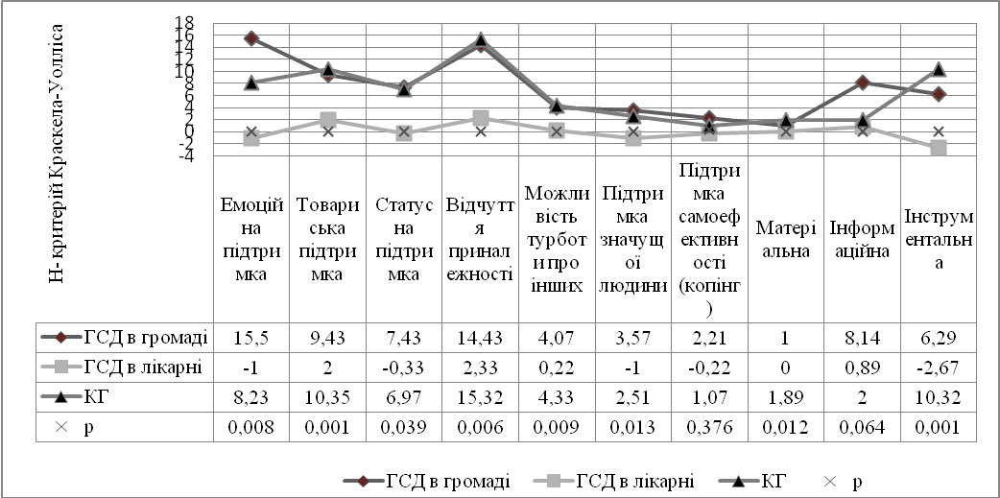 Н- критерій Краскела-Уолліса
18
16
14
12
10
8
6
4
2
0
-2
-4
Емоцій
на
підтри
мка
Товари
ська
підтри
мка
Статус
на
підтри
мка
Відчутт
я
принал
ежності
Можли
вість
турбот
и про
інших
Підтри
мка
значущ
ої
людини
Підтри
мка
самоеф
ективн
ості
(копінг
)
Матері
альна
Інформ
аційна
Інструм
ентальн
а
ГСД в громаді 15,5 9,43 7,43 14,43 4,07 3,57 2,21 1 8,14 6,29
ГСД в лікарні -1 2 -0,33 2,33 0,22 -1 -0,22 0 0,89 -2,67
КГ 8,23 10,35 6,97 15,32 4,33 2,51 1,07 1,89 2 10,32
р 0,008 0,001 0,039 0,006 0,009 0,013 0,376 0,012 0,064 0,001
ГСД в громаді ГСД в лікарні КГ р